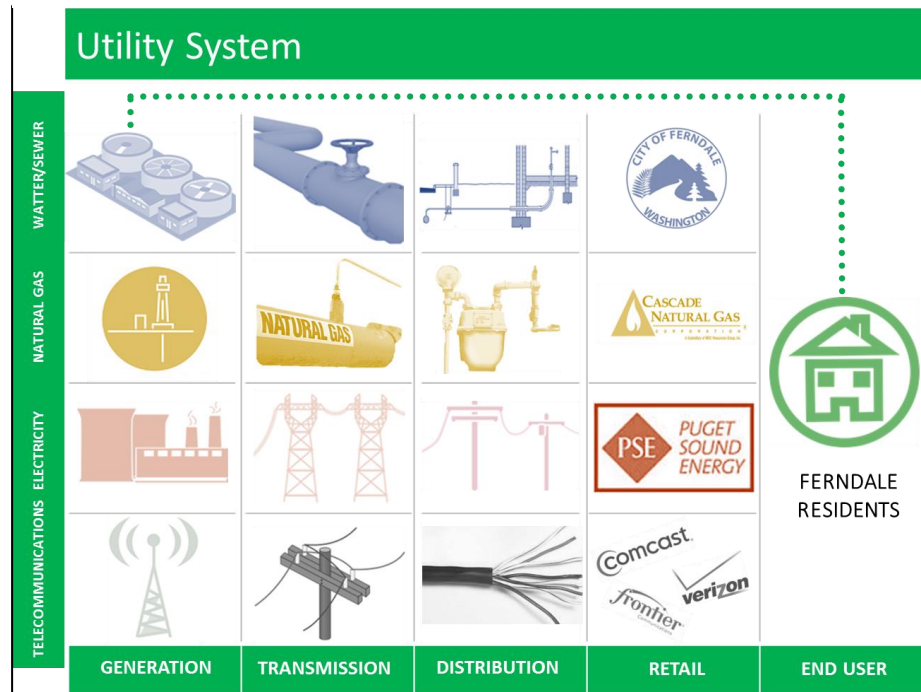 Utility System
WATTER/SEWER
CITY OF FERNDALE
WASHINGTON
NATURAL GAS
NATURAL GAS
CASCADE
NATURAL GAS
CORPORATION
ELECTRICITY
PSE
PUGET
SOUND
ENERGY
FERNDALE
RESIDENTS
TELECOMMUNICATIONS
comcast.
verizon
frontier
Communications
GENERATION
TRANSMISSION
DISTRIBUTION
RETAIL
END USER